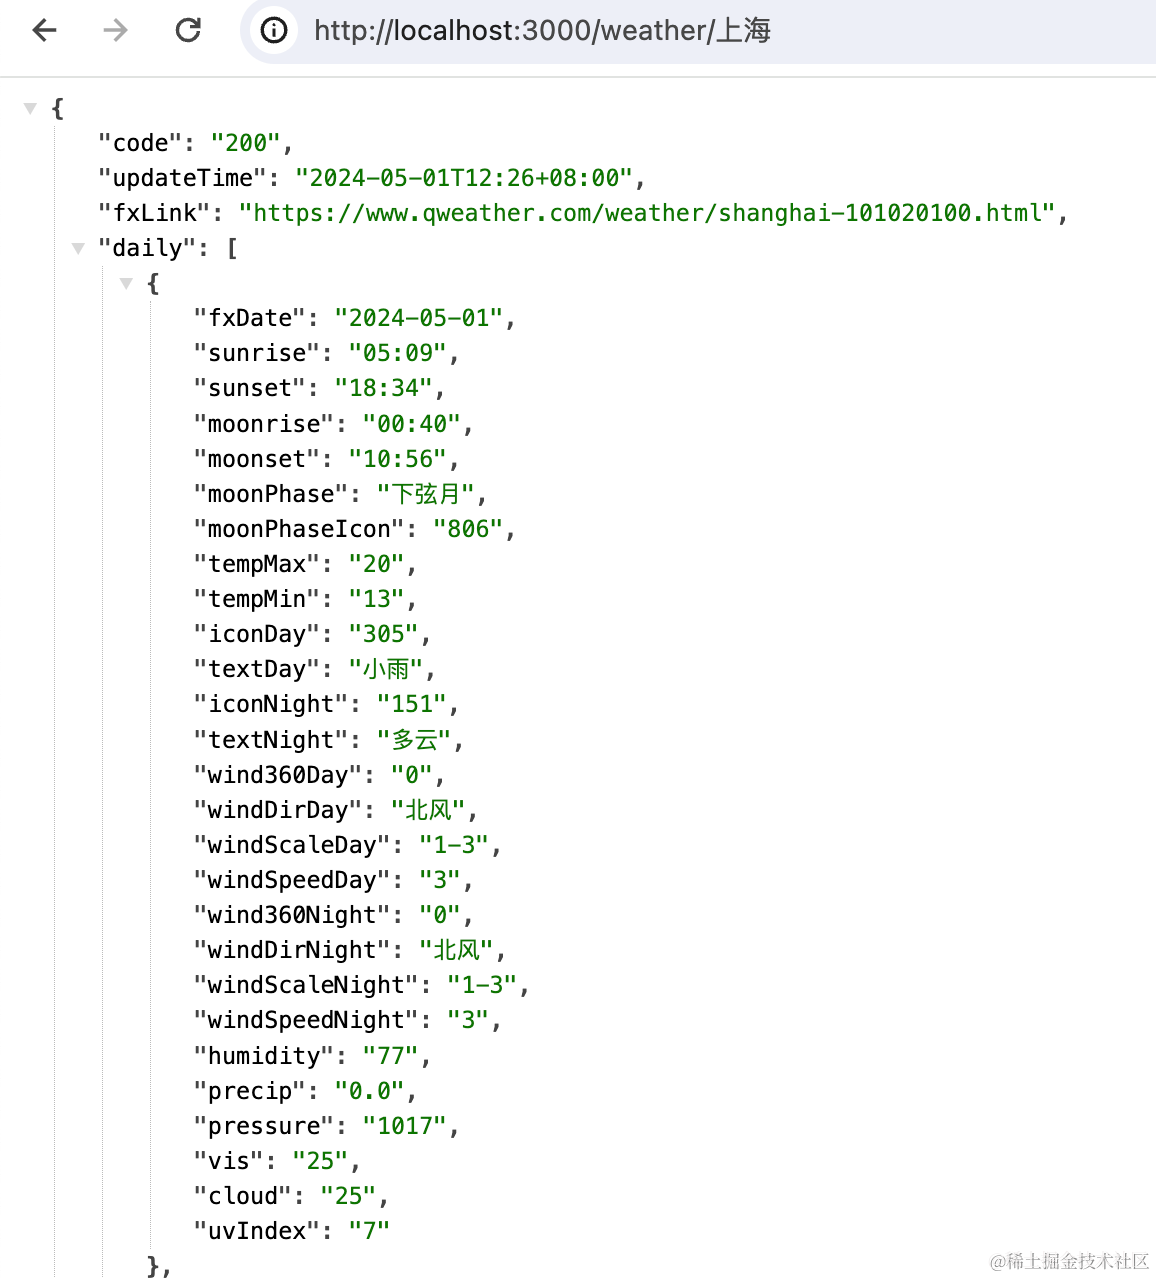 http://localhost:3000/weather/上海
{
"code": "200",
"updateTime": "2024-05-01T12:26+08:00",
"fxLink": "https://www.qweather.com/weather/shanghai-101020100.html",
"daily": [
{
"fxDate": "2024-05-01",
"sunrise": "05:09",
"sunset": "18:34",
"moonrise": "00:40",
"moonset": "10:56",
"moonPhase": "下弦月",
"moonPhaseIcon": "806",
"tempMax": "20",
"tempMin": "13",
"iconDay": "305",
"textDay": "小雨",
"iconNight": "151",
"textNight": "多云",
"wind360Day": "0",
"windDirDay": "北风",
"windScaleDay": "1-3",
"windSpeedDay": "3",
"wind360Night": "0",
"windDirNight": "北风",
"windScaleNight": "1-3",
"windSpeedNight": "3",
"humidity": "77",
"precip": "0.0",
"pressure": "1017",
"vis": "25",
"cloud": "25",
"uvIndex": "7"
},
@稀土掘金技术社区